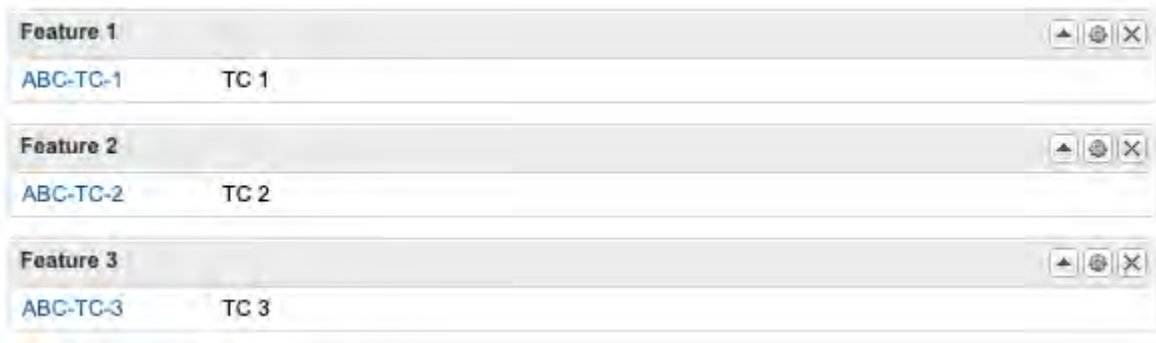 Feature 1
ABC-TC-1 TC 1
Feature 2
ABC-TC-2 TC 2
Feature 3
ABC-TC-3 TC 3